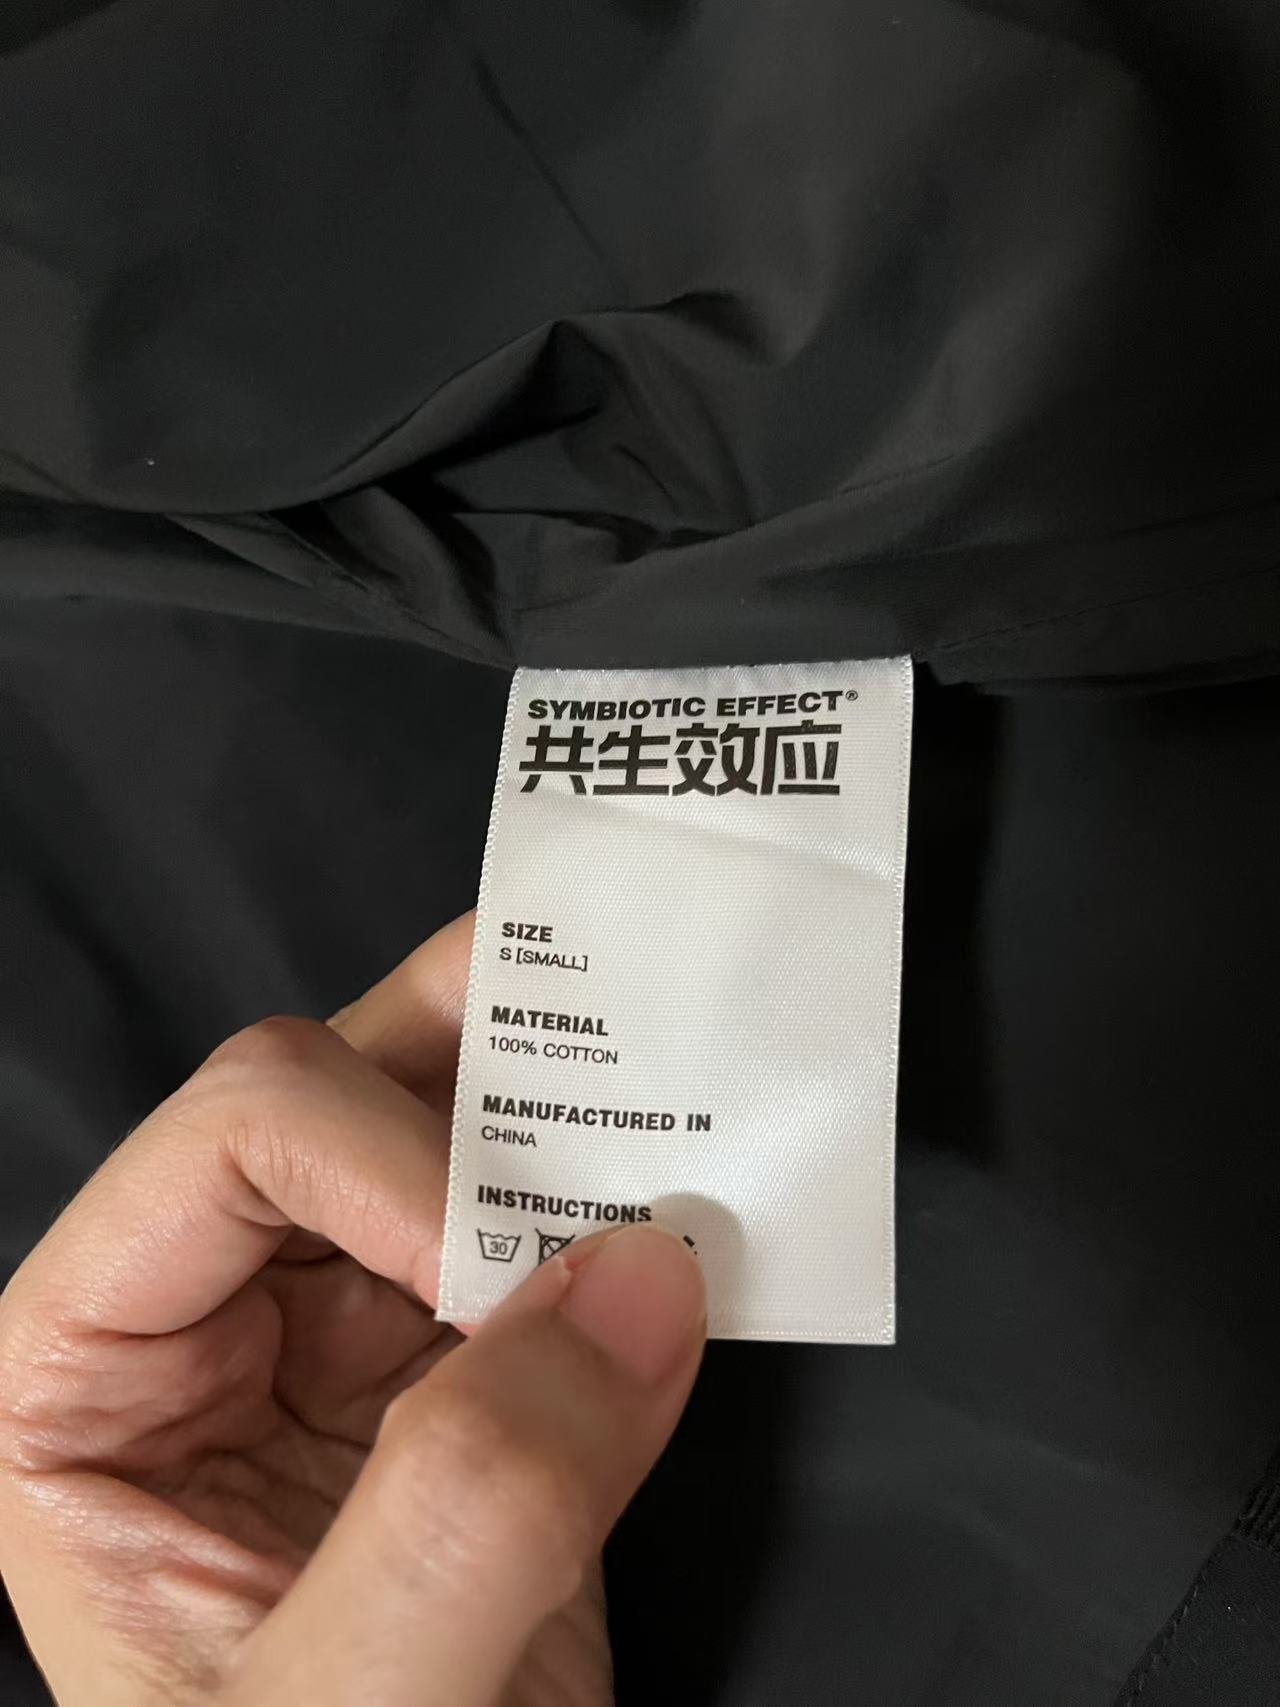 SYMBIOTIC EFFECT®
共生效应
SIZE
S [SMALL]
MATERIAL
100% COTTON
MANUFACTURED IN
CHINA
INSTRUCTIONS
30